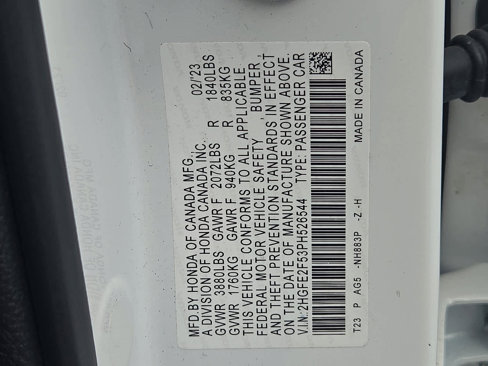 MFD.BY HONDA OF CANADA MFG., 02/'23
A DIVISION OF HONDA CANADA INC.
GVWR 3880LBS GAWR F 2072LBS R 1840LBS
GVWR 1760KG GAWR F 940KG R 835KG
THIS VEHICLE CONFORMS TO ALL APPLICABLE
FEDERAL MOTOR VEHICLE SAFETY, BUMPER,
AND THEFT PREVENTION STANDARDS IN EFFECT
ON THE DATE OF MANUFACTURE SHOWN ABOVE.
V.I.N:2HGFE2F53PH526544 TYPE: PASSENGER CAR
T23 P AG5 -NH883P -Z -H MADE IN CANADA